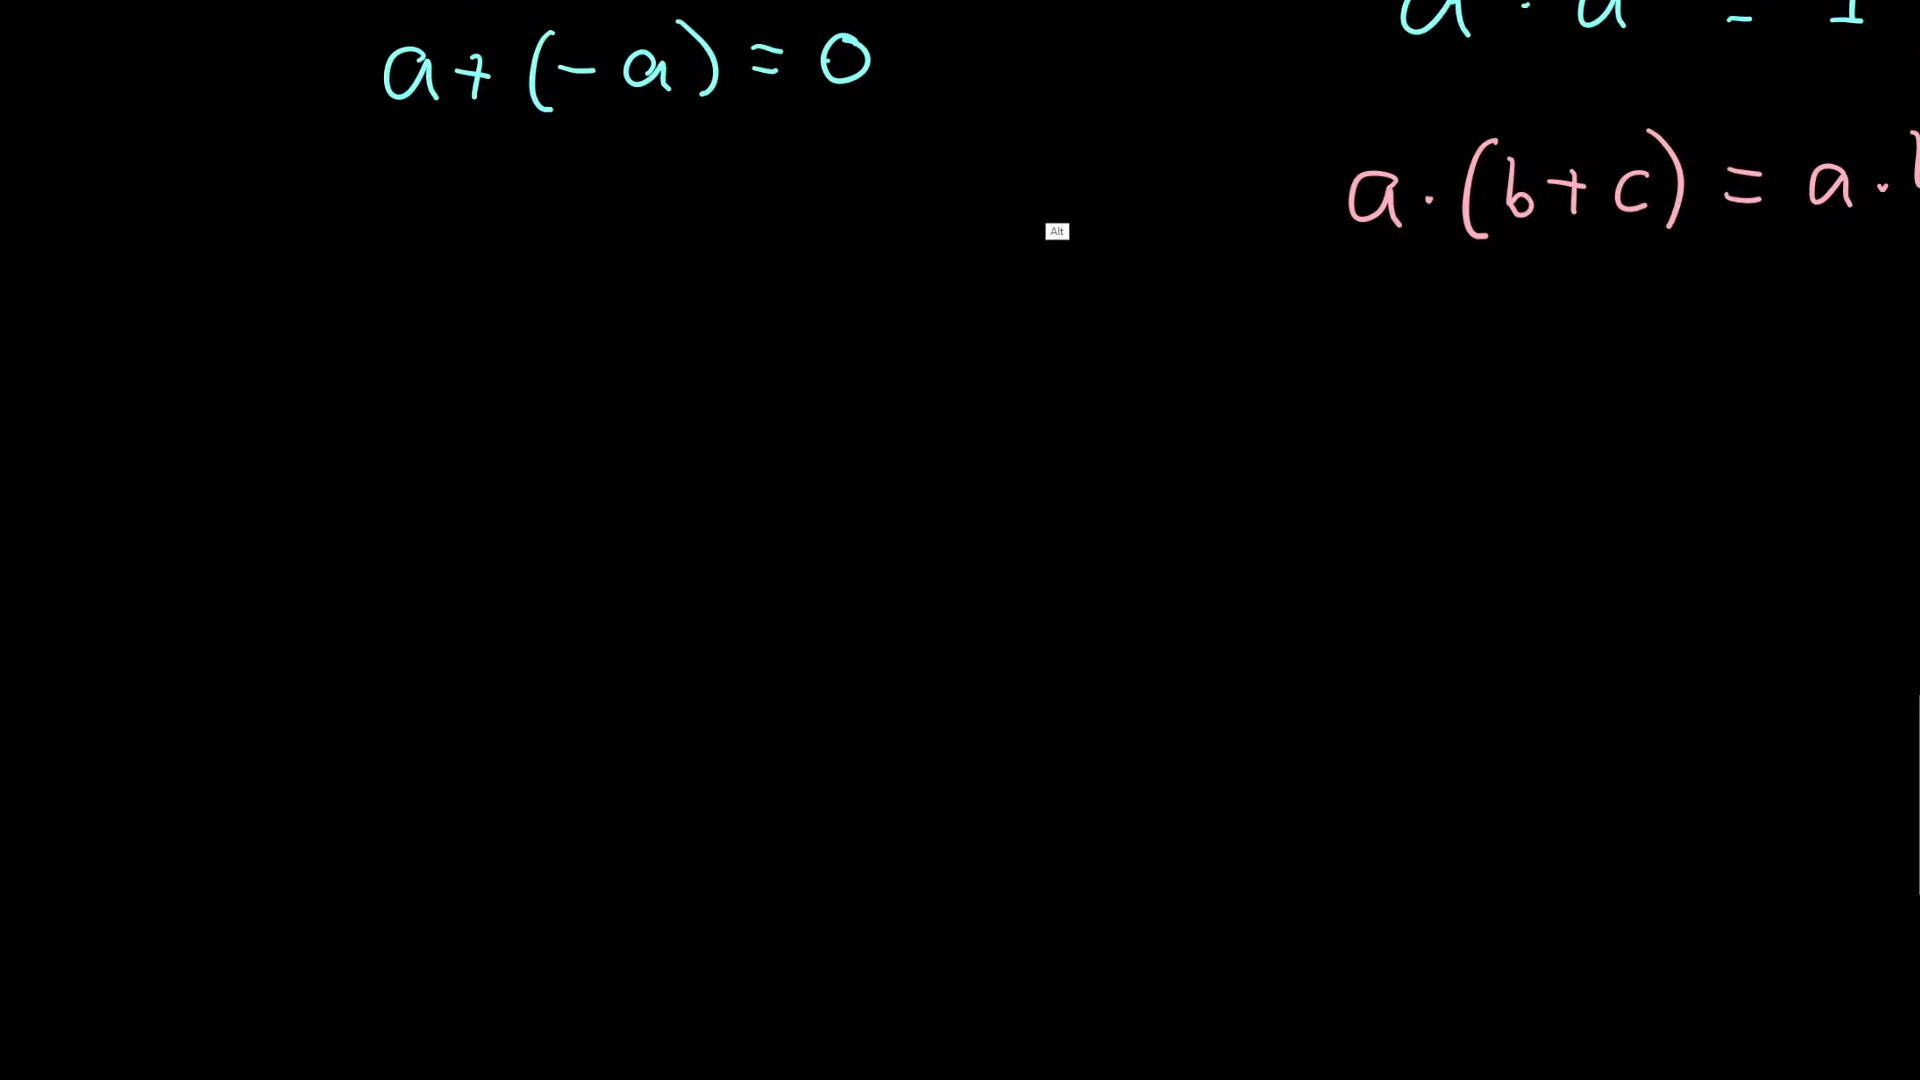 a + (-a) = 0
a · (b + c) = a ·
Alt